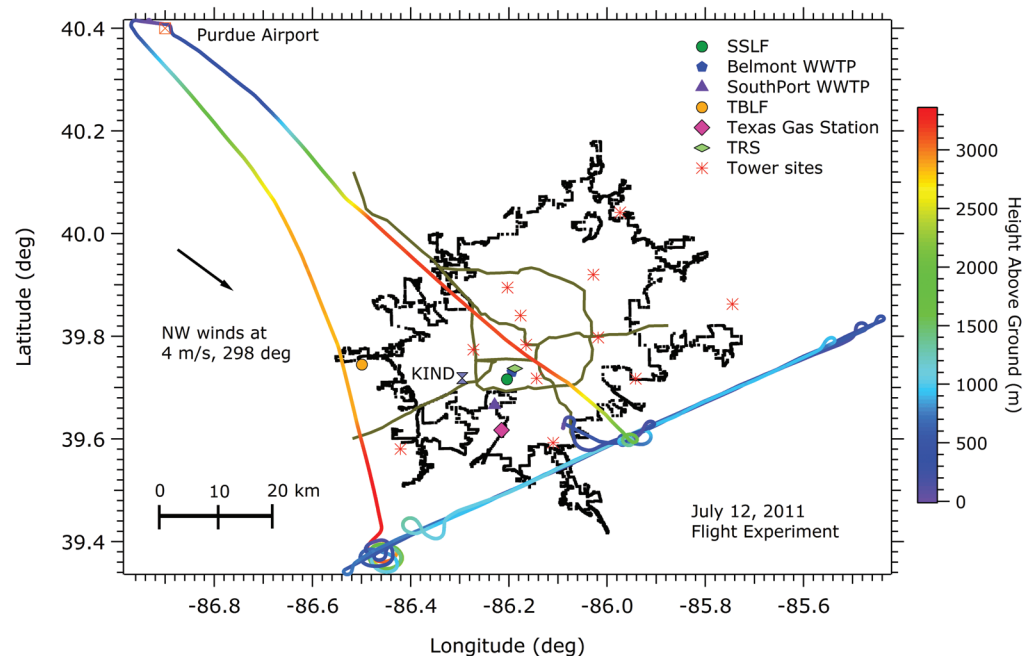 40.4
40.2
40.0
39.8
39.6
39.4
Latitude (deg)
Purdue Airport
SSLF
Belmont WWTP
SouthPort WWTP
TBLF
Texas Gas Station
TRS
Tower sites
NW winds at
4 m/s, 298 deg
KIND
0 10 20 km
July 12, 2011
Flight Experiment
3000
2500
2000
1500
1000
500
0
Height Above Ground (m)
-86.8 -86.6 -86.4 -86.2 -86.0 -85.8 -85.6
Longitude (deg)